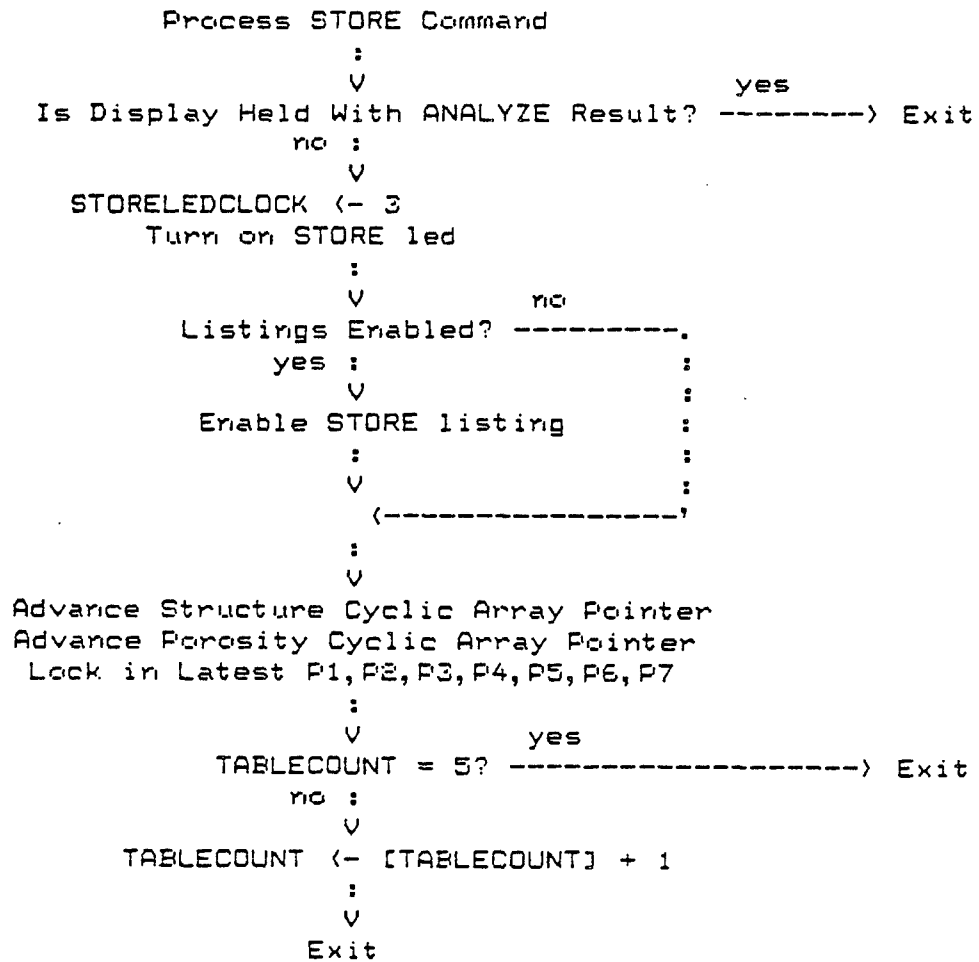 Process STORE Command
:
V
yes
Is Display Held With ANALYZE Result? --------> Exit
no :
V
STORELEDCLOCK <- 3
Turn on STORE led
:
V no
Listings Enabled? ---------.
yes : :
V :
Enable STORE listing :
: :
V :
<----------------'
:
V
Advance Structure Cyclic Array Pointer
Advance Porosity Cyclic Array Pointer
Lock in Latest P1,P2,P3,P4,P5,P6,P7
:
V yes
TABLECOUNT = 5? -------------------> Exit
no :
V
TABLECOUNT <- [TABLECOUNT] + 1
:
V
Exit